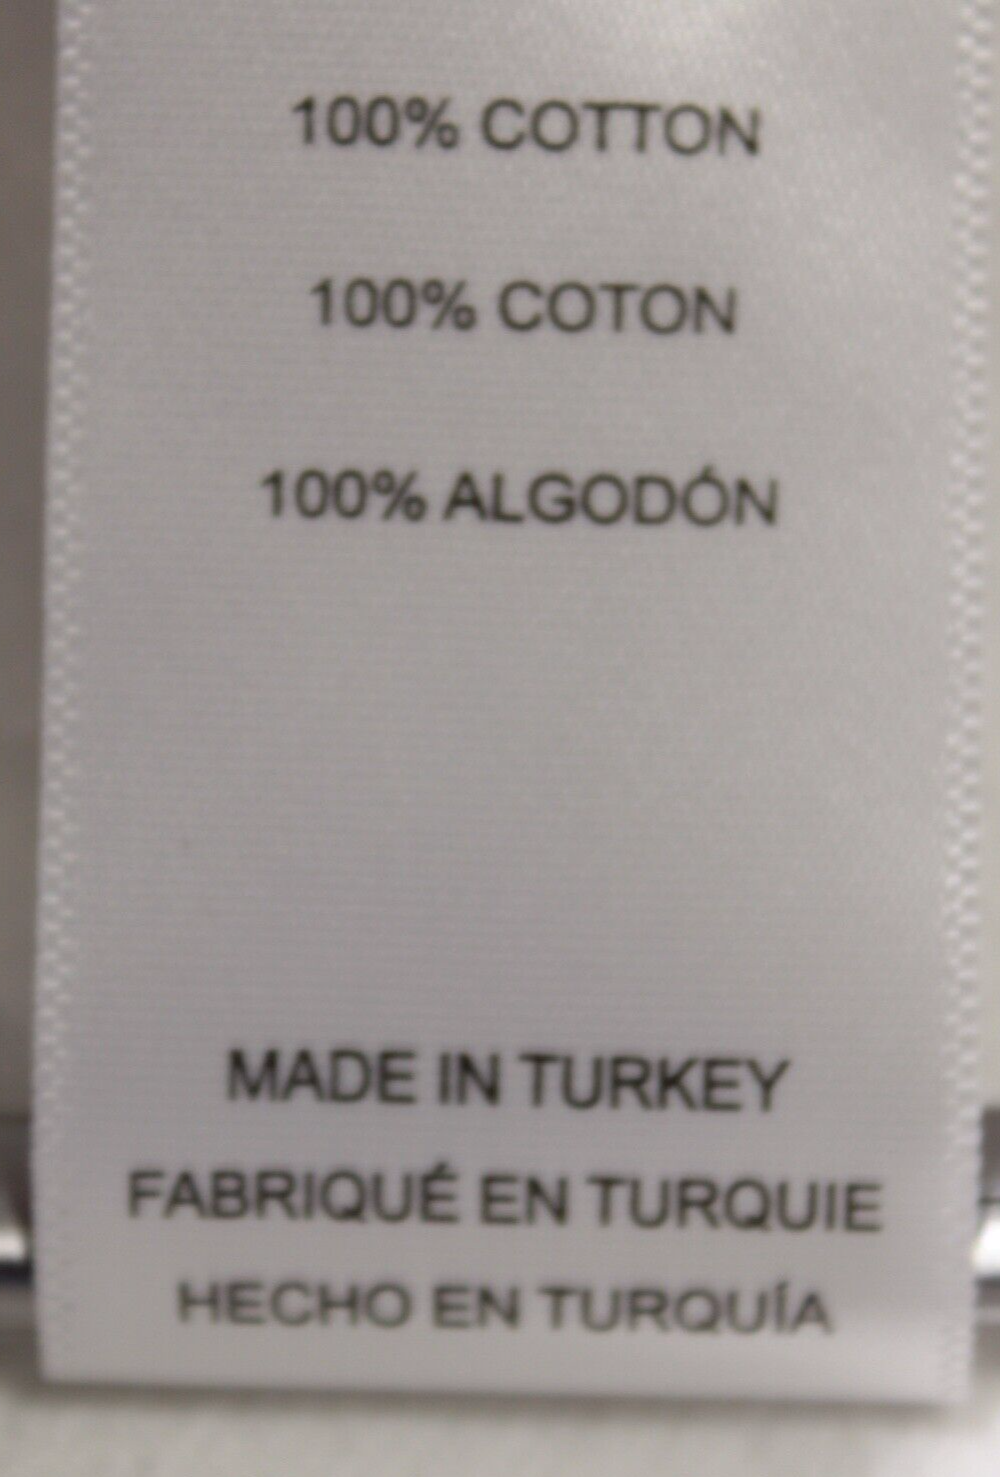 100% COTTON
100% COTON
100% ALGODÓN
MADE IN TURKEY
FABRIQUÉ EN TURQUIE
HECHO EN TURQUÍA